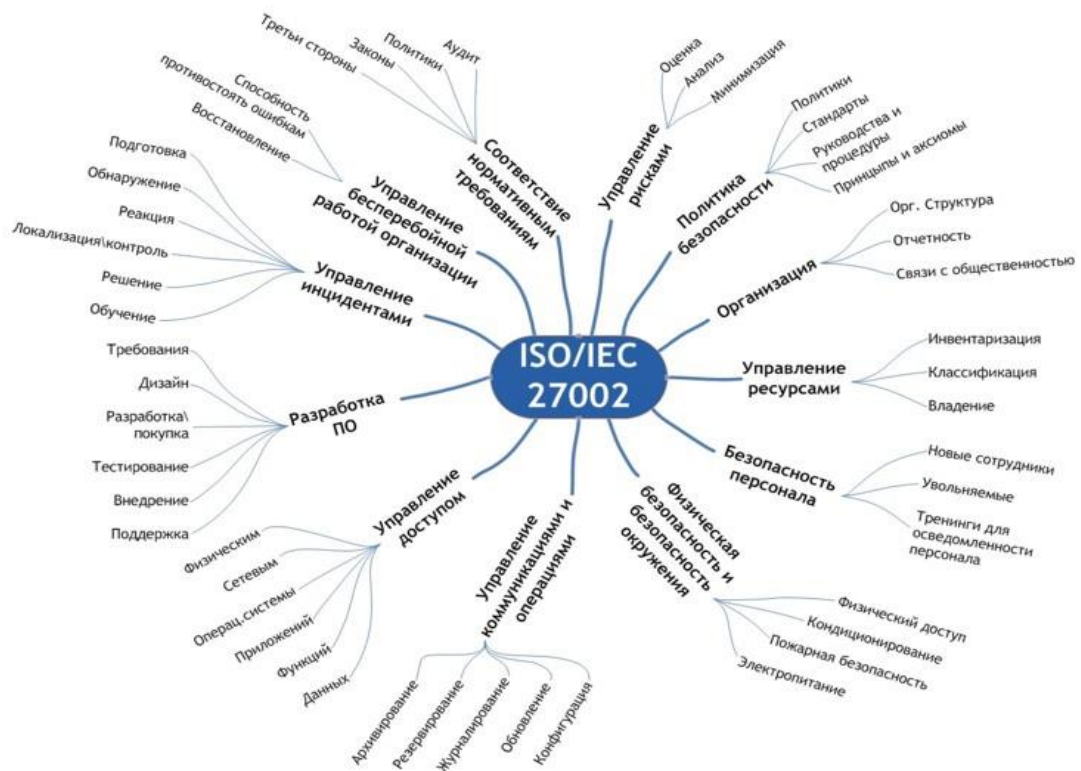 ISO/IEC
27002
Управление
рисками
Оценка
Анализ
Минимизация
Политика
безопасности
Политики
Стандарты
Руководства и
процедуры
Принцыпы и аксиомы
Организация
Орг. Структура
Отчетность
Связи с общественностью
Управление
ресурсами
Инвентаризация
Классификация
Владение
Безопасность
персонала
Новые сотрудники
Увольняемые
Тренинги для
осведомленности
персонала
Физическая
безопасность и
безопасность
окружения
Физический доступ
Кондиционирование
Пожарная безопасность
Электропитание
Управление
коммуникациями и
операциями
Архивирование
Резервирование
Журналирование
Обновление
Конфигурация
Управление
доступом
Физическим
Сетевым
Операц.системы
Приложений
Функций
Данных
Разработка
ПО
Требования
Дизайн
Разработка\
покупка
Тестирование
Внедрение
Поддержка
Управление
инцидентами
Подготовка
Обнаружение
Реакция
Локализация\контроль
Решение
Обучение
Управление
бесперебойной
работой организации
Способность
противостоять ошибкам
Восстановление
Соответствие
нормативным
требованиям
Третьи стороны
Законы
Политики
Аудит